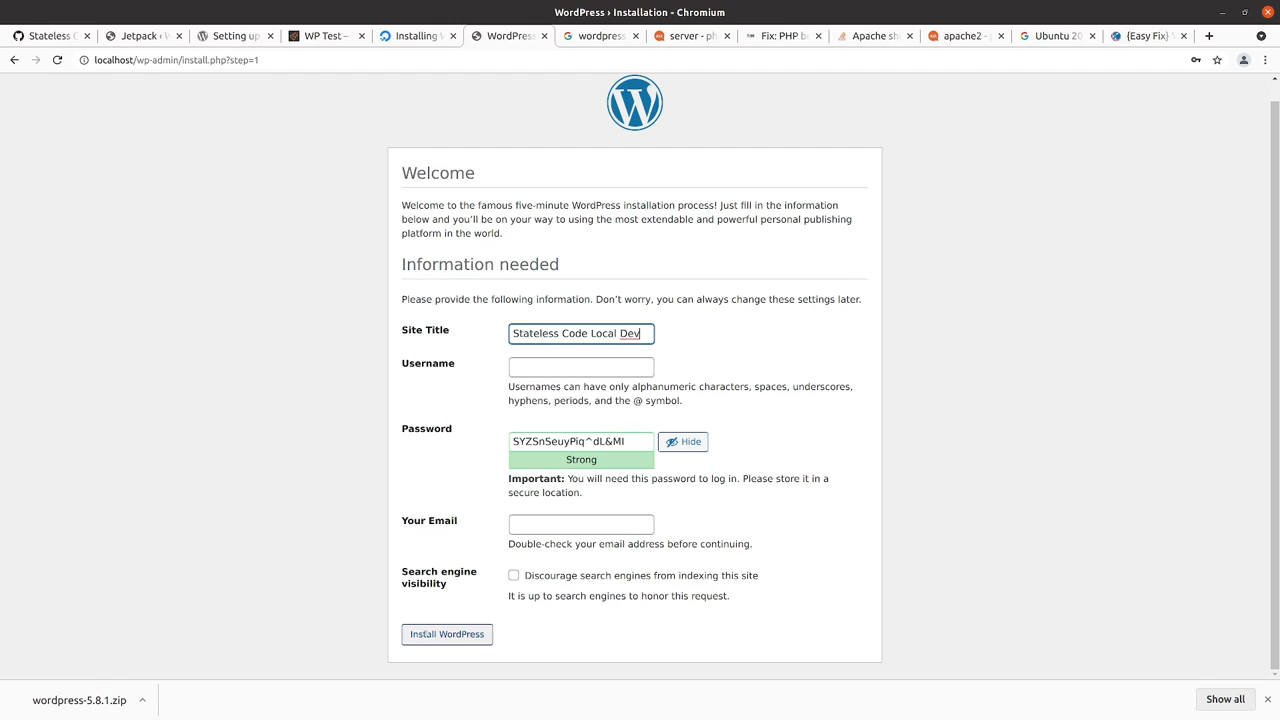 WordPress › Installation - Chromium
Stateless C
Jetpack ‹ W
Setting up
WP Test –
Installing W
WordPress
wordpress
server - ph
Fix: PHP b
Apache sh
apache2 - p
Ubuntu 20
{Easy Fix} \
localhost/wp-admin/install.php?step=1
Welcome
Welcome to the famous five-minute WordPress installation process! Just fill in the information
below and you’ll be on your way to using the most extendable and powerful personal publishing
platform in the world.
Information needed
Please provide the following information. Don’t worry, you can always change these settings later.
Site Title
Stateless Code Local Dev
Username
Usernames can have only alphanumeric characters, spaces, underscores,
hyphens, periods, and the @ symbol.
Password
SYZSnSeuyPiq^dL&MI
Hide
Strong
Important: You will need this password to log in. Please store it in a
secure location.
Your Email
Double-check your email address before continuing.
Search engine
visibility
Discourage search engines from indexing this site
It is up to search engines to honor this request.
Install WordPress
wordpress-5.8.1.zip
Show all